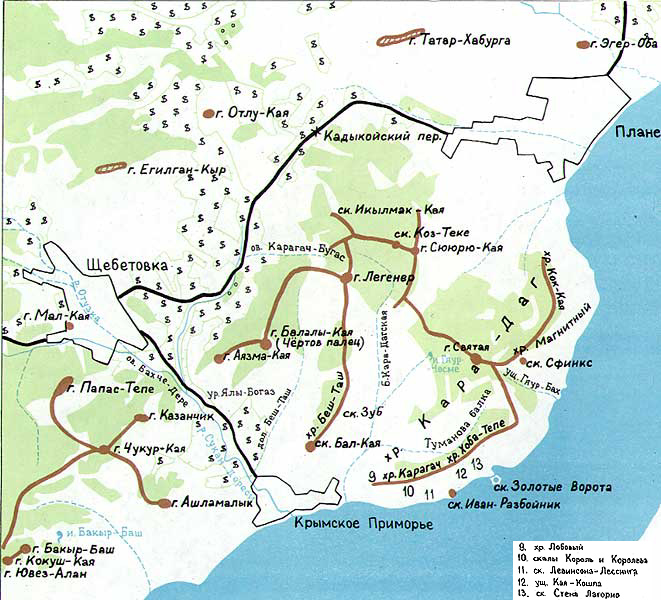 г. Татар-Хабурга
г. Эгер-Оба
г. Отлу-Кая
Кадыкойский пер.
Плане
г. Егилган-Кыр
ск. Икылмак-Кая
ск. Коз-Теке
г. Сюрю-Кая
ов. Карагач-Бугас
Щебетовка
г. Легенер
р. Отузка
г. Мал-Кая
г. Балалы-Кая
(Чёртов палец)
г. Аязма-Кая
б. Кара-Дагская
хр. Кок-Кая
хр. Магнитный
г. Святая
и. Гяур-Чесме
ск. Сфинкс
ущ. Гяур-Бах
хр. Кара-Даг
ов. Бахче-Дере
ур. Ялы-Богаз
дол. Беш-Таш
хр. Беш-Таш
ск. Зуб
г. Папас-Тепе
г. Казанчик
Туманова балка
г. Чукур-Кая
ск. Бал-Кая
хр. Карагач
хр. Хоба-Тепе
9
10
11
12
13
ск. Золотые Ворота
ск. Иван-Разбойник
г. Ашламалык
Крымское Приморье
и. Бакыр-Баш
г. Бакыр-Баш
г. Кокуш-Кая
г. Ювез-Алан
9. хр. Лобовый
10. скалы Король и Королева
11. ск. Левинсона-Лессинга
12. ущ. Кая-Кошпа
13. ск. Стена Лагорио